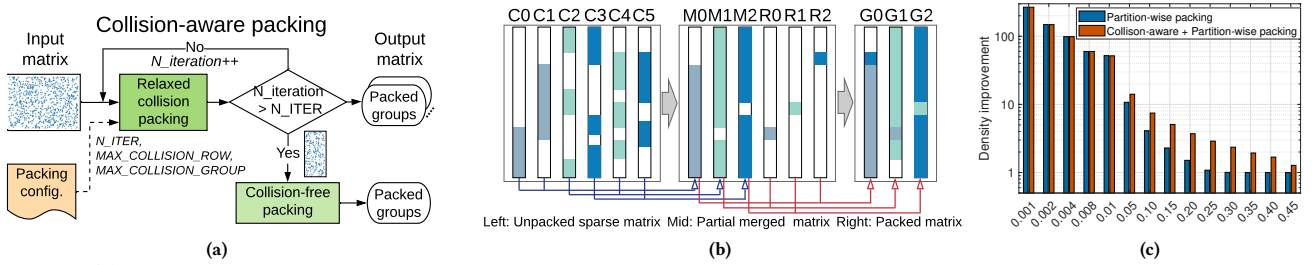 Collision-aware packing
Input
matrix
No
N_iteration++
Output
matrix
Relaxed
collision
packing
N_iteration
> N_ITER
Packed
groups
...
N_ITER,
MAX_COLLISION_ROW,
MAX_COLLISION_GROUP
Yes
Packing
config.
Collision-free
packing
Packed
groups
(a)
C0 C1 C2 C3 C4 C5
M0 M1 M2 R0 R1 R2
G0 G1 G2
Left: Unpacked sparse matrix Mid: Partial merged matrix Right: Packed matrix
(b)
Partition-wise packing
Collison-aware + Partition-wise packing
Density improvement
100
10
1
0.001 0.002 0.004 0.008 0.01 0.05 0.10 0.15 0.20 0.25 0.30 0.35 0.40 0.45
(c)